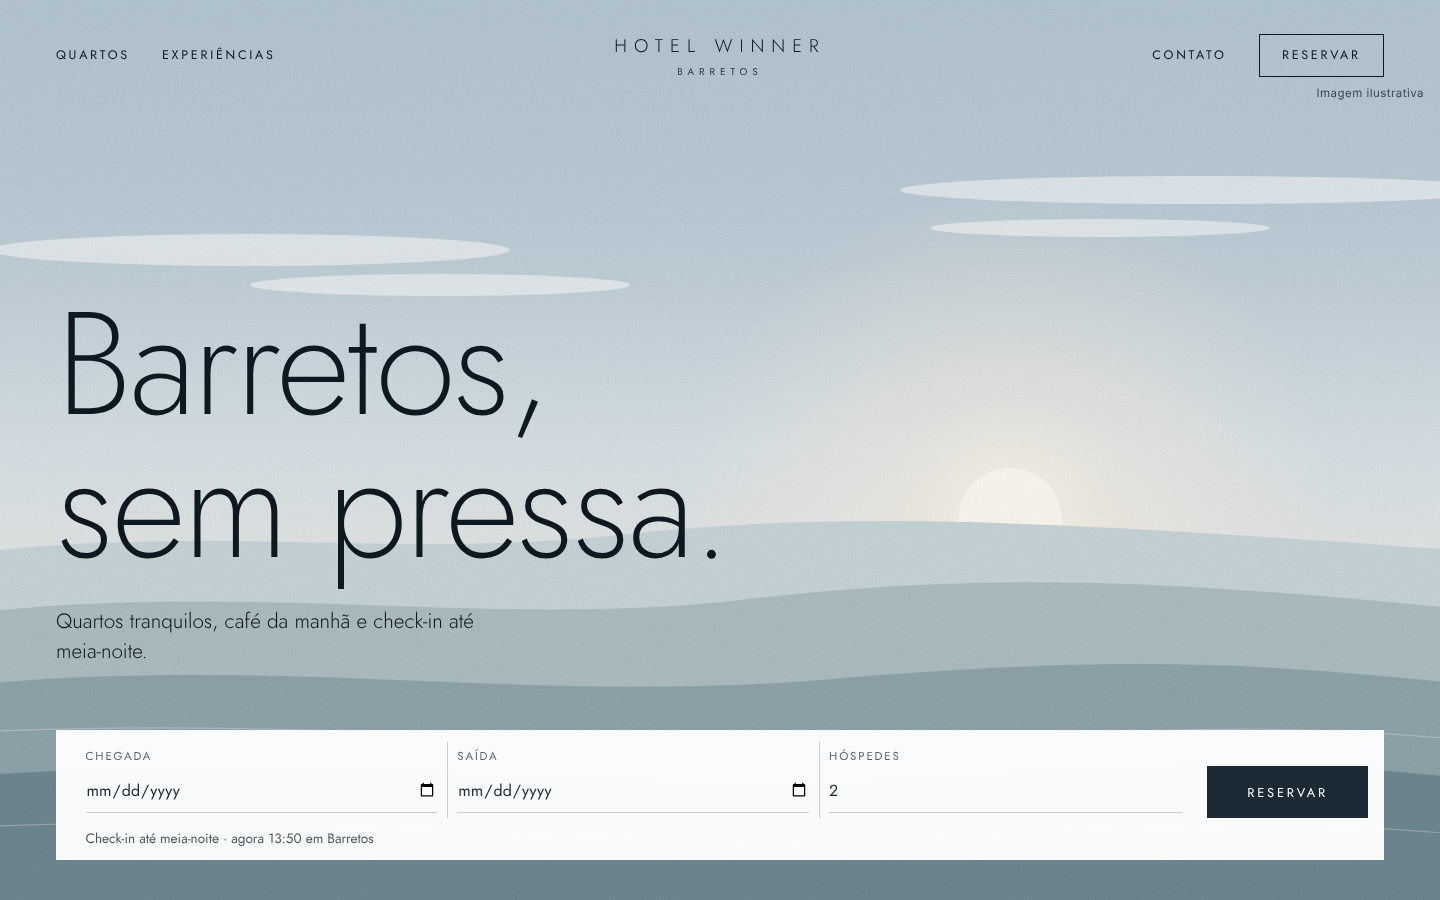 QUARTOS EXPERIÊNCIAS
HOTEL WINNER
BARRETOS
CONTATO RESERVAR
Imagem ilustrativa
Barretos,
sem pressa.
Quartos tranquilos, café da manhã e check-in até
meia-noite.
CHEGADA SAÍDA HÓSPEDES
mm/dd/yyyy mm/dd/yyyy 2
RESERVAR
Check-in até meia-noite · agora 13:50 em Barretos